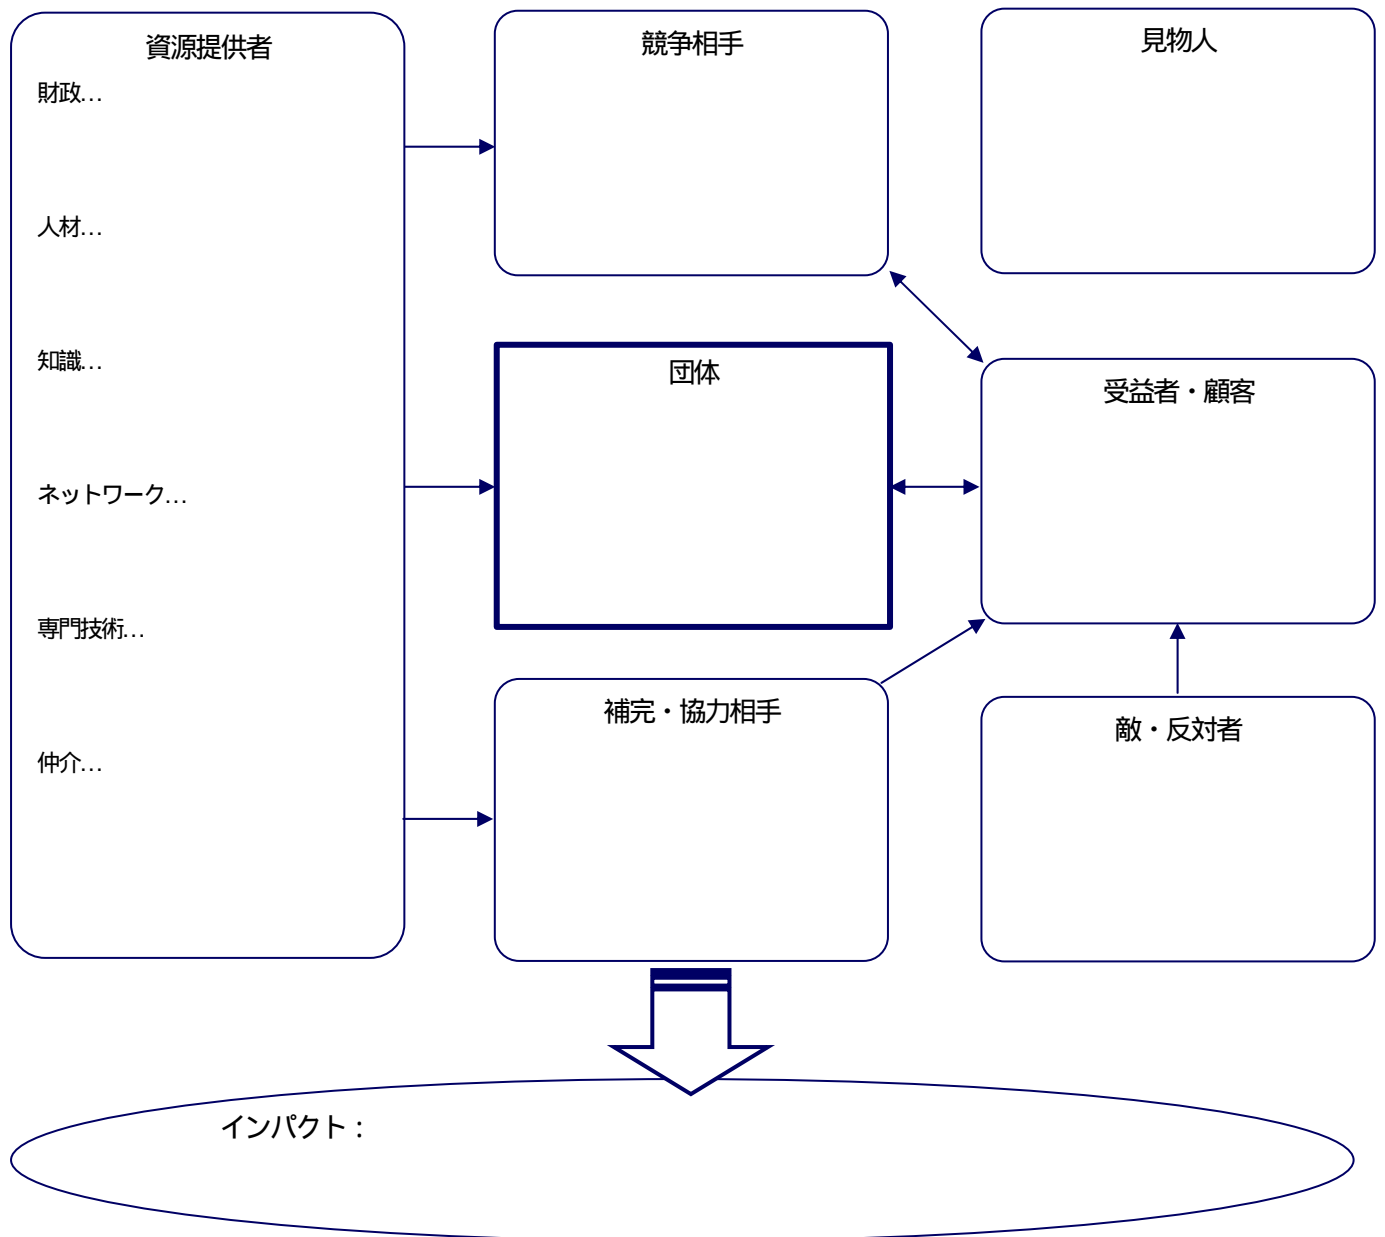 資源提供者
財政…
人材…
知識…
ネットワーク…
専門技術…
仲介…
競争相手
団体
補完・協力相手
見物人
受益者・顧客
敵・反対者
インパクト：